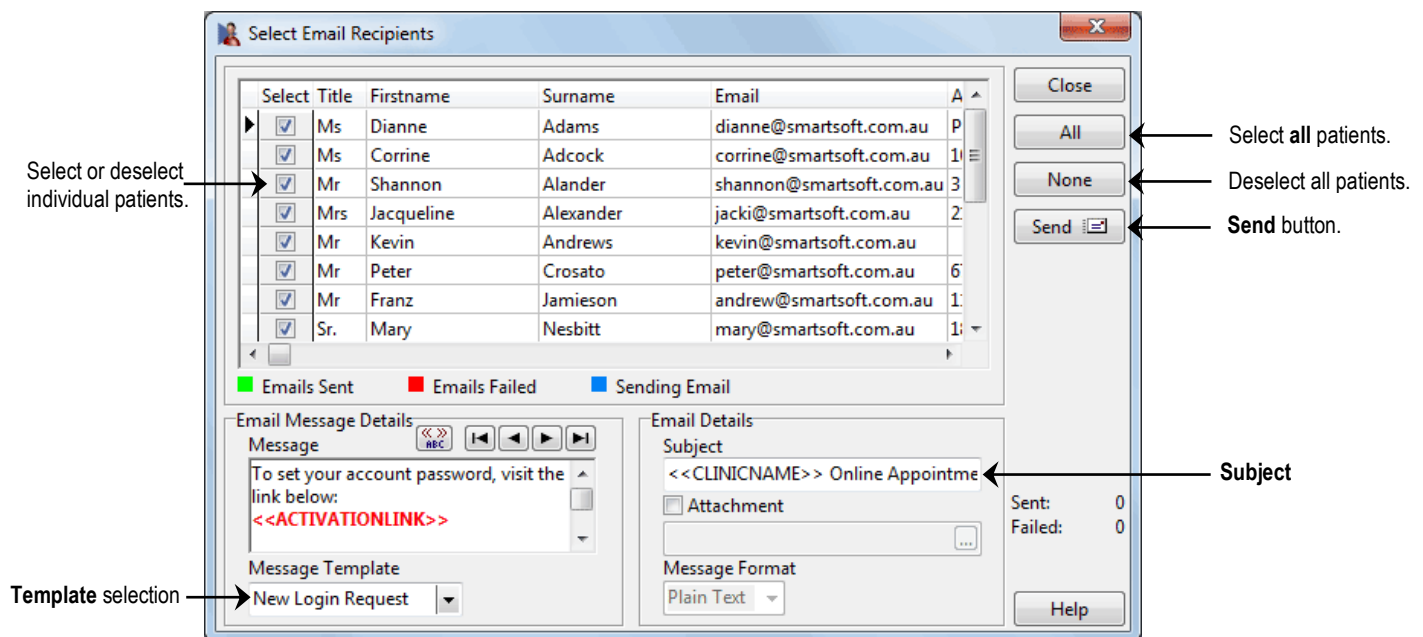 Select Email Recipients
Select Title Firstname Surname Email A
Ms Dianne Adams dianne@smartsoft.com.au P
Ms Corrine Adcock corrine@smartsoft.com.au
Mr Shannon Alander shannon@smartsoft.com.au 3
Mrs Jacqueline Alexander jacki@smartsoft.com.au
Mr Kevin Andrews kevin@smartsoft.com.au
Mr Peter Crosato peter@smartsoft.com.au 6
Mr Franz Jamieson andrew@smartsoft.com.au
Sr. Mary Nesbitt mary@smartsoft.com.au
Close
All
None
Send
Select all patients.
Deselect all patients.
Send button.
Select or deselect
individual patients.
Emails Sent Emails Failed Sending Email
Email Message Details
Message
ABC
To set your account password, visit the
link below:
<<ACTIVATIONLINK>>
Message Template
New Login Request
Template selection
Email Details
Subject
<<CLINICNAME>> Online Appointme
Subject
Attachment
...
Message Format
Plain Text
Sent: 0
Failed: 0
Help